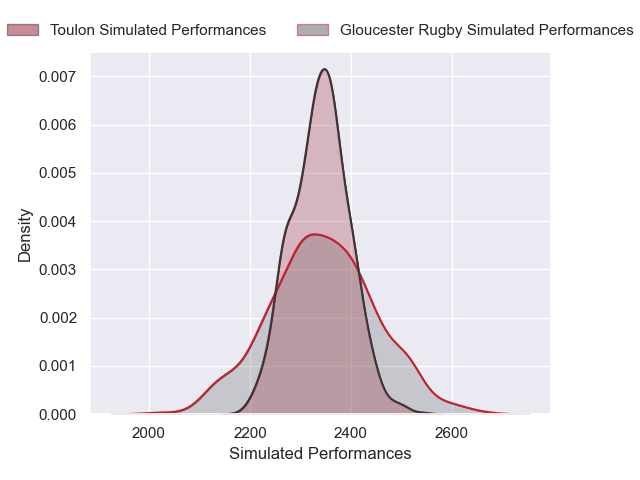 Toulon Simulated Performances Gloucester Rugby Simulated Performances
0.007
0.006
0.005
0.004
0.003
0.002
0.001
0.000
Density
2000 2200 2400 2600
Simulated Performances